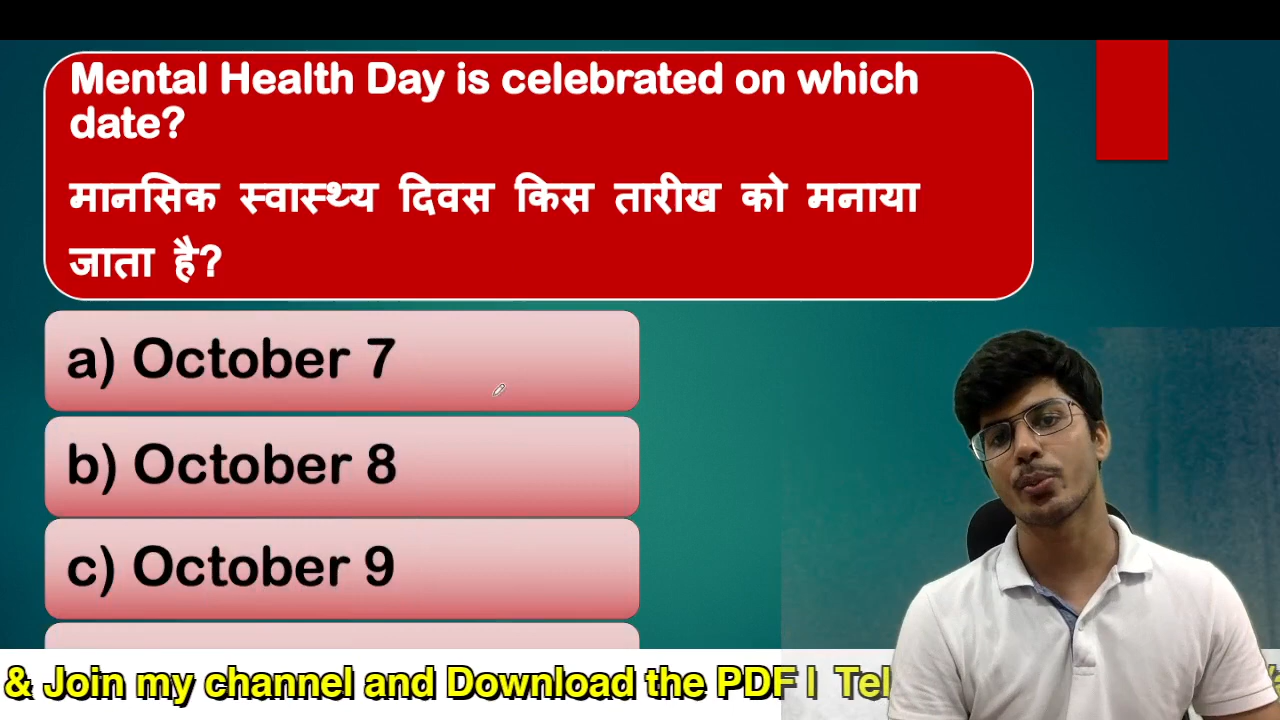 Mental Health Day is celebrated on which
date?
मानसिक स्वास्थ्य दिवस किस तारीख को मनाया
जाता है?
a) October 7
b) October 8
c) October 9
& Join my channel and Download the PDF l Tel